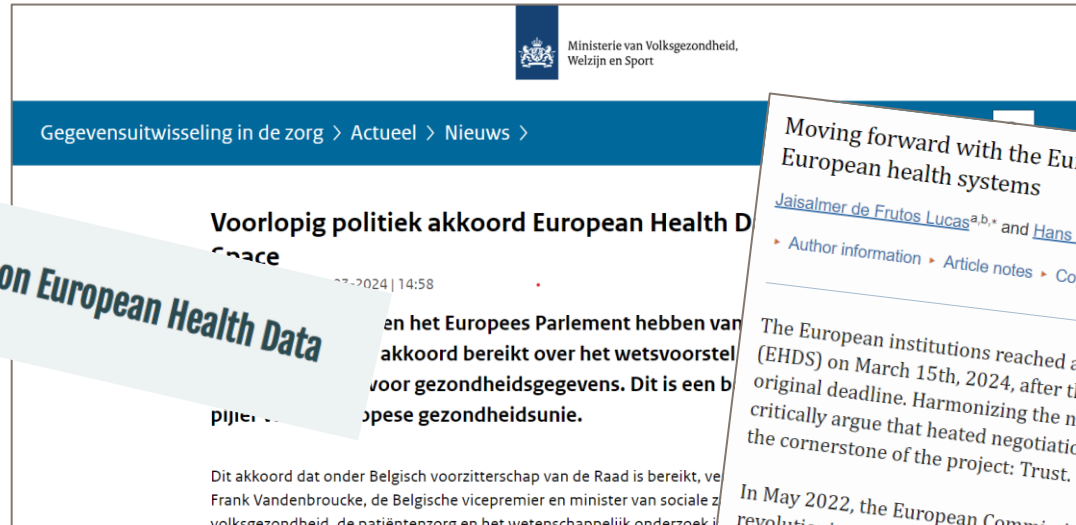 Ministerie van Volksgezondheid,
Welzijn en Sport
Gegevensuitwisseling in de zorg > Actueel > Nieuws >
Voorlopig politiek akkoord European Health D
Space
-2024 | 14:58
en het Europees Parlement hebben van
akkoord bereikt over het wetsvoorstel
voor gezondheidsgegevens. Dit is een b
pijler opese gezondheidsunie.
Dit akkoord dat onder Belgisch voorzitterschap van de Raad is bereikt, ve
Frank Vandenbroucke, de Belgische vicepremier en minister van sociale z
volksgezondheid, de patiëntenzorg en het wetenschappelijk onderzoek i
on European Health Data
Moving forward with the Eu
European health systems
Jaisalmer de Frutos Lucas a,b,* and Hans
▸ Author information ▸ Article notes ▸ Co
The European institutions reached a
(EHDS) on March 15th, 2024, after th
original deadline. Harmonizing the n
critically argue that heated negotiatio
the cornerstone of the project: Trust.
In May 2022, the European Commis